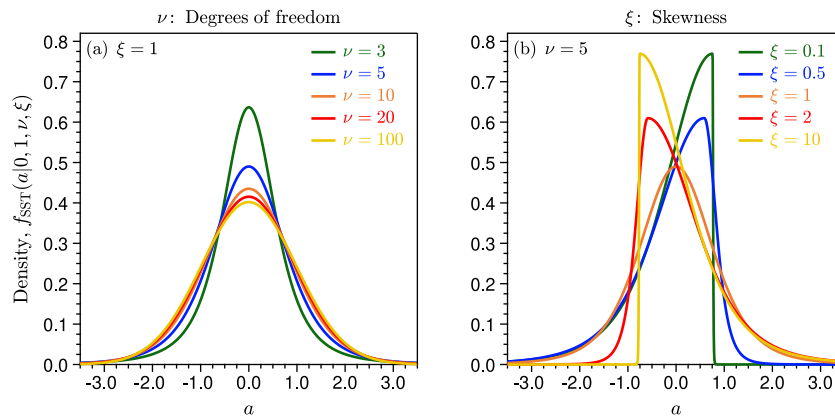 ν: Degrees of freedom
ξ: Skewness
Density, f_SST(a|0, 1, ν, ξ)
(a) ξ = 1
ν = 3
ν = 5
ν = 10
ν = 20
ν = 100
0.8
0.7
0.6
0.5
0.4
0.3
0.2
0.1
0.0
-3.0 -2.0 -1.0 0.0 1.0 2.0 3.0
a
(b) ν = 5
ξ = 0.1
ξ = 0.5
ξ = 1
ξ = 2
ξ = 10
0.8
0.7
0.6
0.5
0.4
0.3
0.2
0.1
0.0
-3.0 -2.0 -1.0 0.0 1.0 2.0 3.0
a